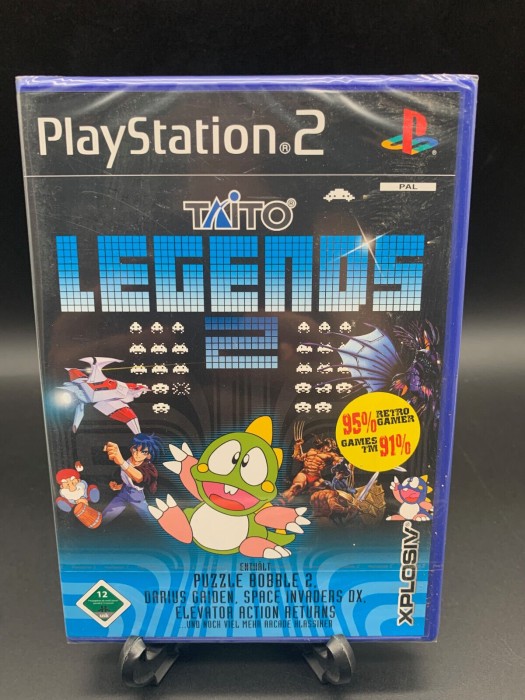 PlayStation®2
PAL
TAITO®
LEGENDS
2
95% RETRO GAMER
GAMES TM 91%
XPLOSIV
ENTHÄLT
PUZZLE BOBBLE 2,
DARIUS GAIDEN, SPACE INVADERS DX,
ELEVATOR ACTION RETURNS
...UND NOCH VIEL MEHR ARCADE KLASSIKER
12